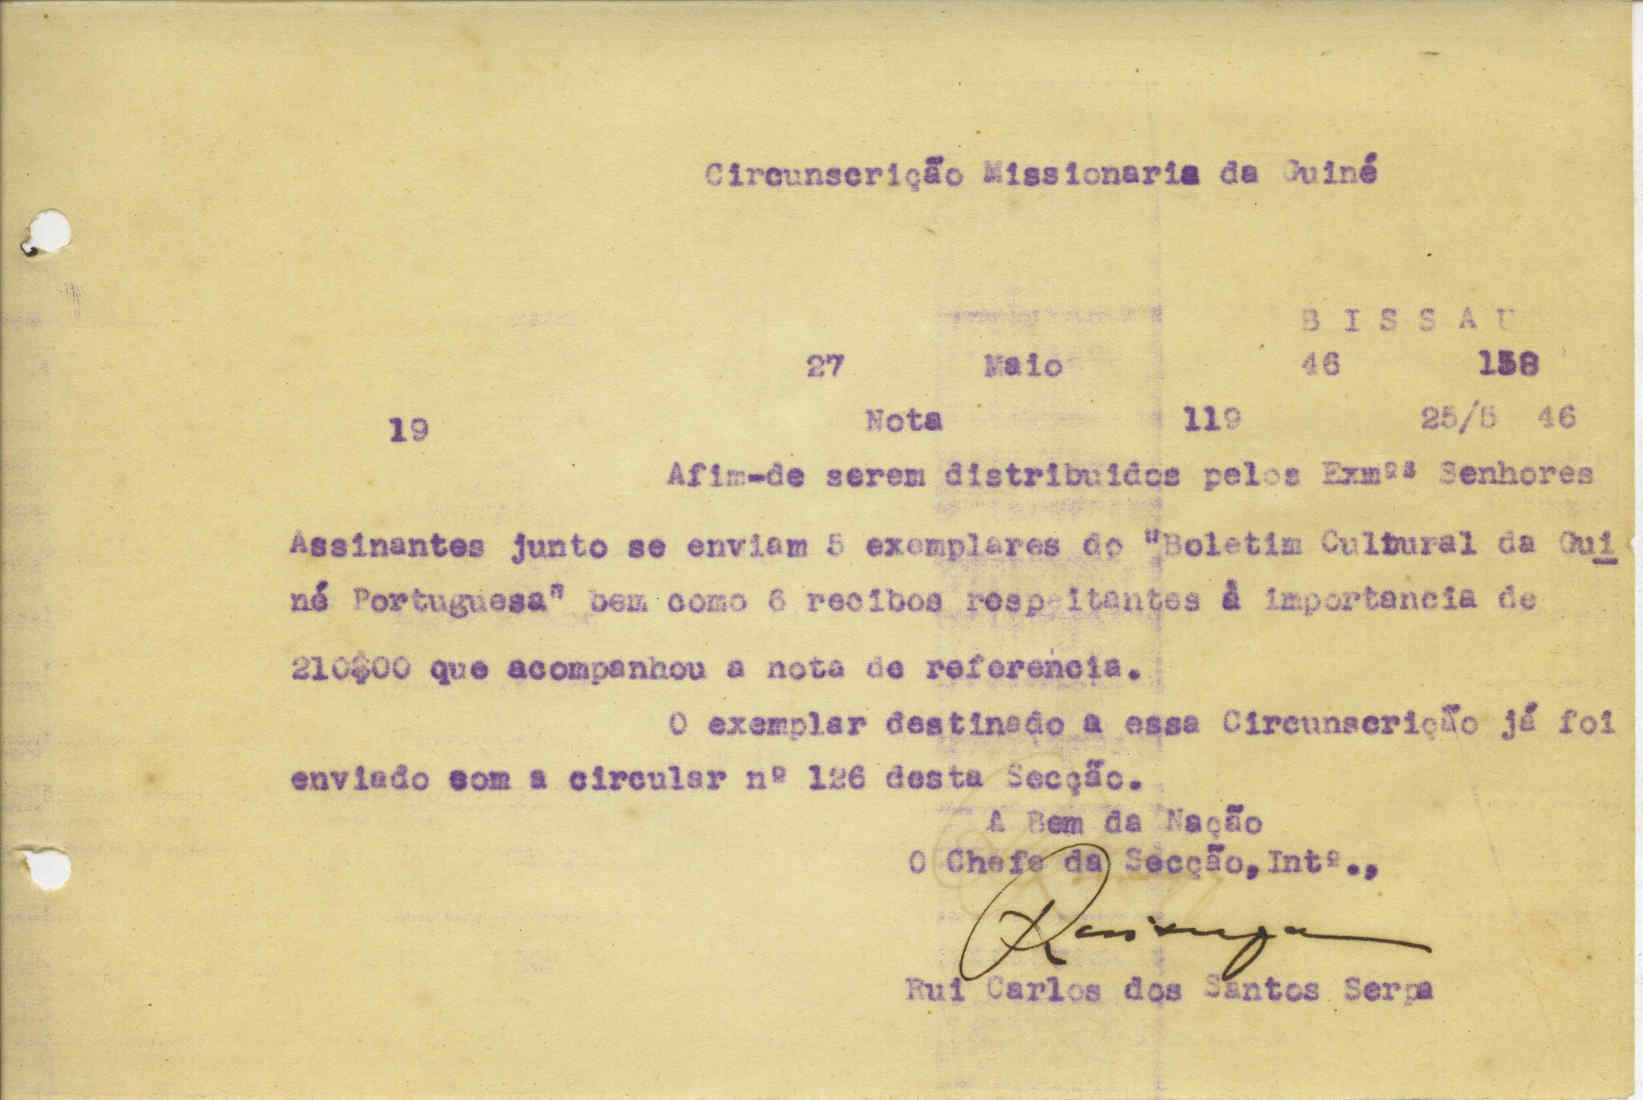 Circunscrição Missionaria da Guiné
B I S S A U
27 Maio 46 158
19 Nota 119 25/5 46
Afim-de serem distribuidos pelos Exmºs Senhores
Assinantes junto se enviam 5 exemplares do "Boletim Cultural da Gui
né Portuguesa" bem como 6 recibos respeitantes à importancia de
210$00 que acompanhou a nota de referencia.
O exemplar destinado a essa Circunscrição já foi
enviado com a circular nº 126 desta Secção.
A Bem da Nação
O Chefe da Secção, Intº.,
Rui Carlos dos Santos Serpa